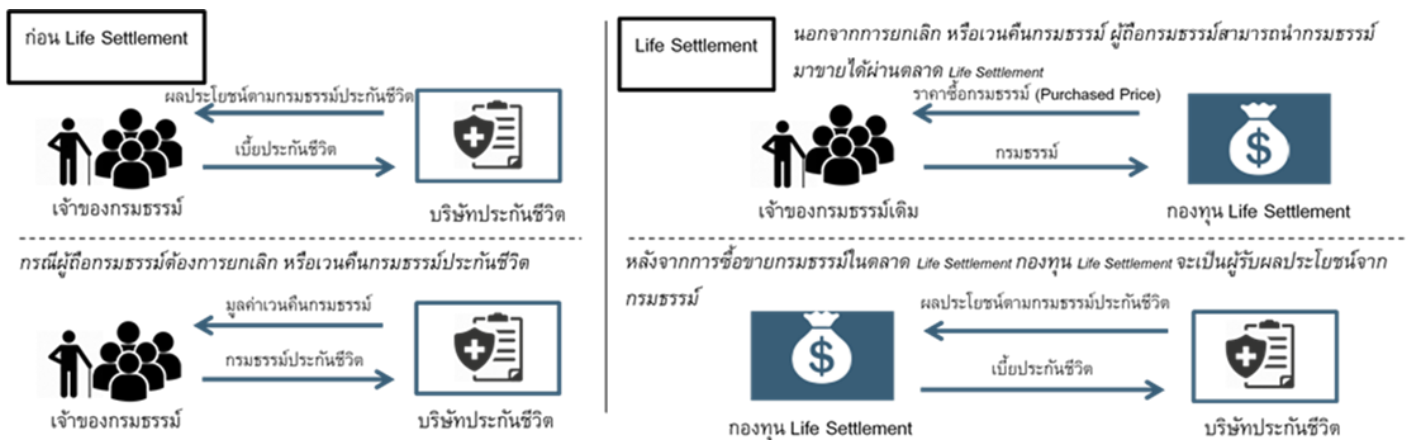 ก่อน Life Settlement
ผลประโยชน์ตามกรมธรรม์ประกันชีวิต
เบี้ยประกันชีวิต
เจ้าของกรมธรรม์
บริษัทประกันชีวิต
กรณีผู้ถือกรมธรรม์ต้องการยกเลิก หรือเวนคืนกรมธรรม์ประกันชีวิต
มูลค่าเวนคืนกรมธรรม์
กรมธรรม์ประกันชีวิต
เจ้าของกรมธรรม์
บริษัทประกันชีวิต
Life Settlement
นอกจากการยกเลิก หรือเวนคืนกรมธรรม์ ผู้ถือกรมธรรม์สามารถนำกรมธรรม์
มาขายได้ผ่านตลาด Life Settlement
ราคาซื้อกรมธรรม์ (Purchased Price)
กรมธรรม์
$
เจ้าของกรมธรรม์เดิม
กองทุน Life Settlement
หลังจากการซื้อขายกรมธรรม์ในตลาด Life Settlement กองทุน Life Settlement จะเป็นผู้รับผลประโยชน์จาก
กรมธรรม์
ผลประโยชน์ตามกรมธรรม์ประกันชีวิต
$
เบี้ยประกันชีวิต
กองทุน Life Settlement
บริษัทประกันชีวิต